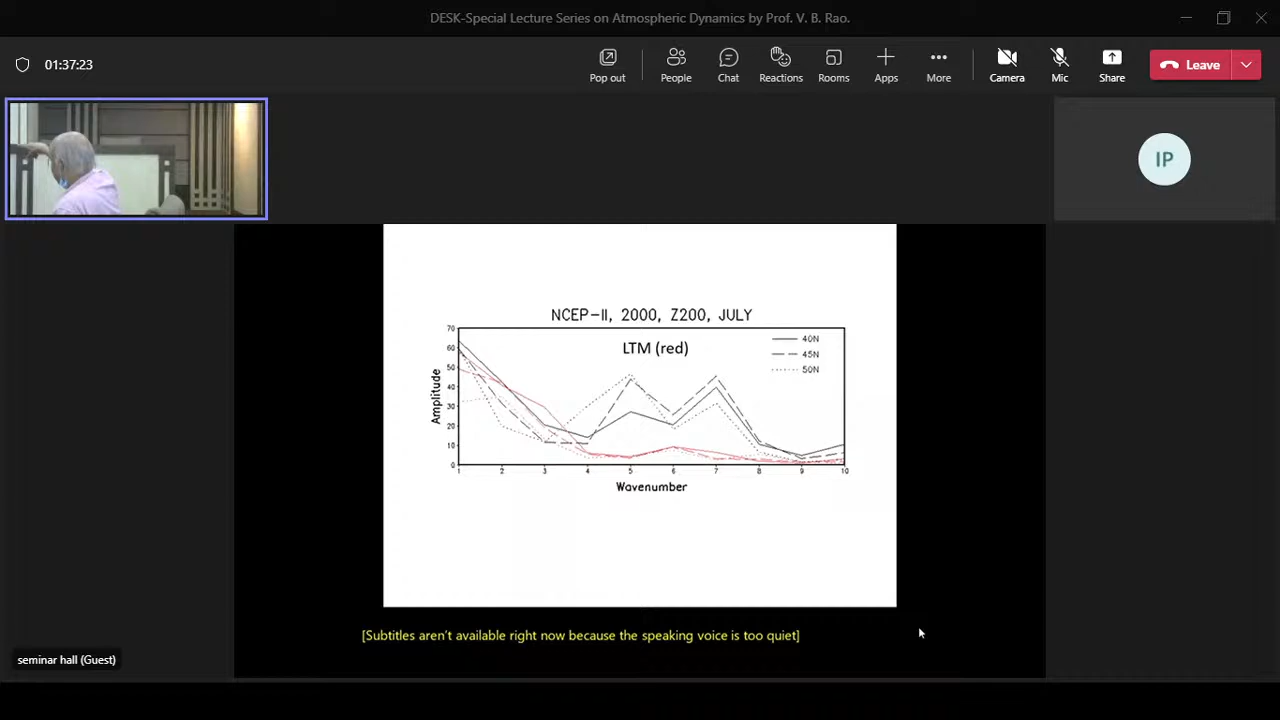 DESK-Special Lecture Series on Atmospheric Dynamics by Prof. V. B. Rao.
01:37:23
Pop out
People
Chat
Reactions
Rooms
Apps
More
Camera
Mic
Share
Leave
IP
NCEP-II, 2000, Z200, JULY
LTM (red)
40N
45N
50N
Amplitude
70
60
50
40
30
20
10
0
1 2 3 4 5 6 7 8 9 10
Wavenumber
[Subtitles aren't available right now because the speaking voice is too quiet]
seminar hall (Guest)